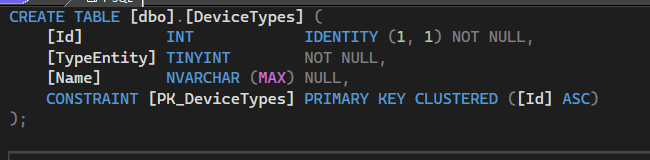 CREATE TABLE [dbo].[DeviceTypes] (
    [Id]         INT            IDENTITY (1, 1) NOT NULL,
    [TypeEntity] TINYINT        NOT NULL,
    [Name]       NVARCHAR (MAX) NULL,
    CONSTRAINT [PK_DeviceTypes] PRIMARY KEY CLUSTERED ([Id] ASC)
);